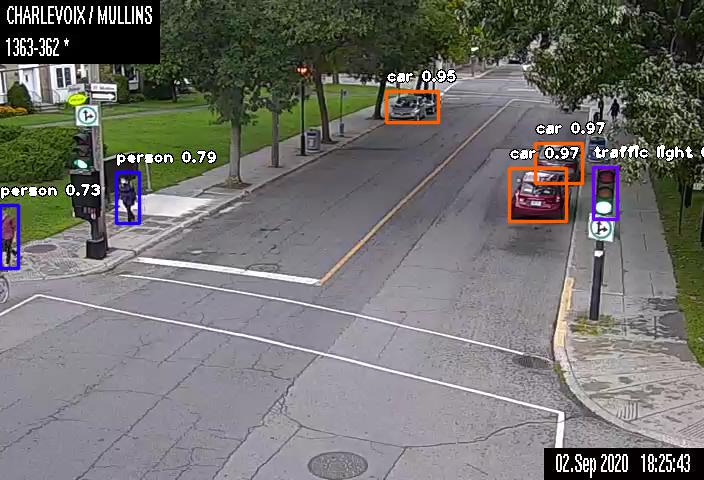 CHARLEVOIX / MULLINS
1363-362 *
car 0.95
car 0.97
car 0.97
traffic light
person 0.79
person 0.73
02.Sep 2020 18:25:43